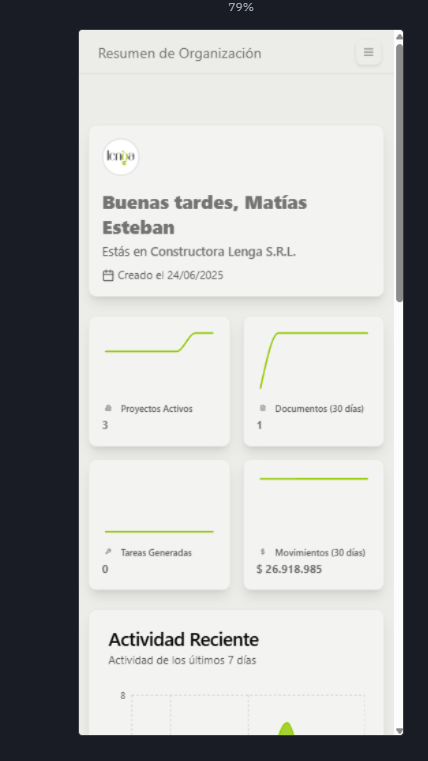 79%
Resumen de Organización
lenga
Buenas tardes, Matías
Esteban
Estás en Constructora Lenga S.R.L.
Creado el 24/06/2025
Proyectos Activos
3
Documentos (30 días)
1
Tareas Generadas
0
$ Movimientos (30 días)
$ 26.918.985
Actividad Reciente
Actividad de los últimos 7 días
8